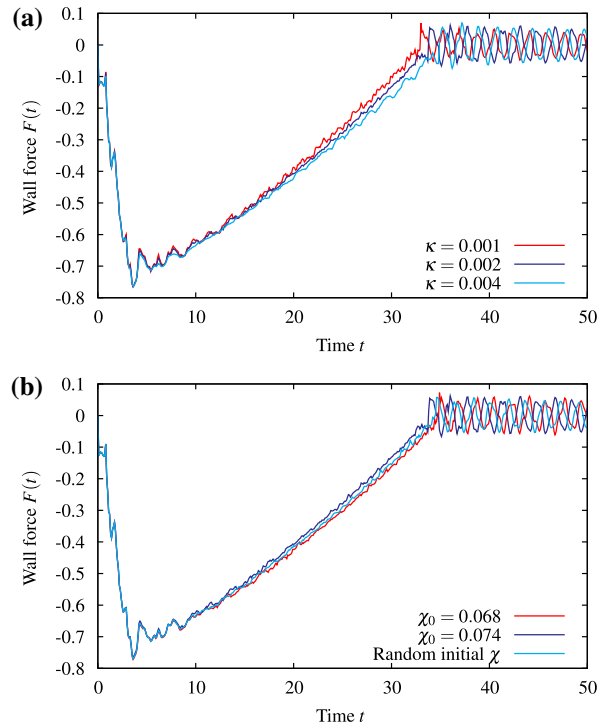 (a)
0.1
0
-0.1
-0.2
-0.3
-0.4
-0.5
-0.6
-0.7
-0.8
Wall force F(t)
κ = 0.001
κ = 0.002
κ = 0.004
0 10 20 30 40 50
Time t
(b)
0.1
0
-0.1
-0.2
-0.3
-0.4
-0.5
-0.6
-0.7
-0.8
Wall force F(t)
χ₀ = 0.068
χ₀ = 0.074
Random initial χ
0 10 20 30 40 50
Time t